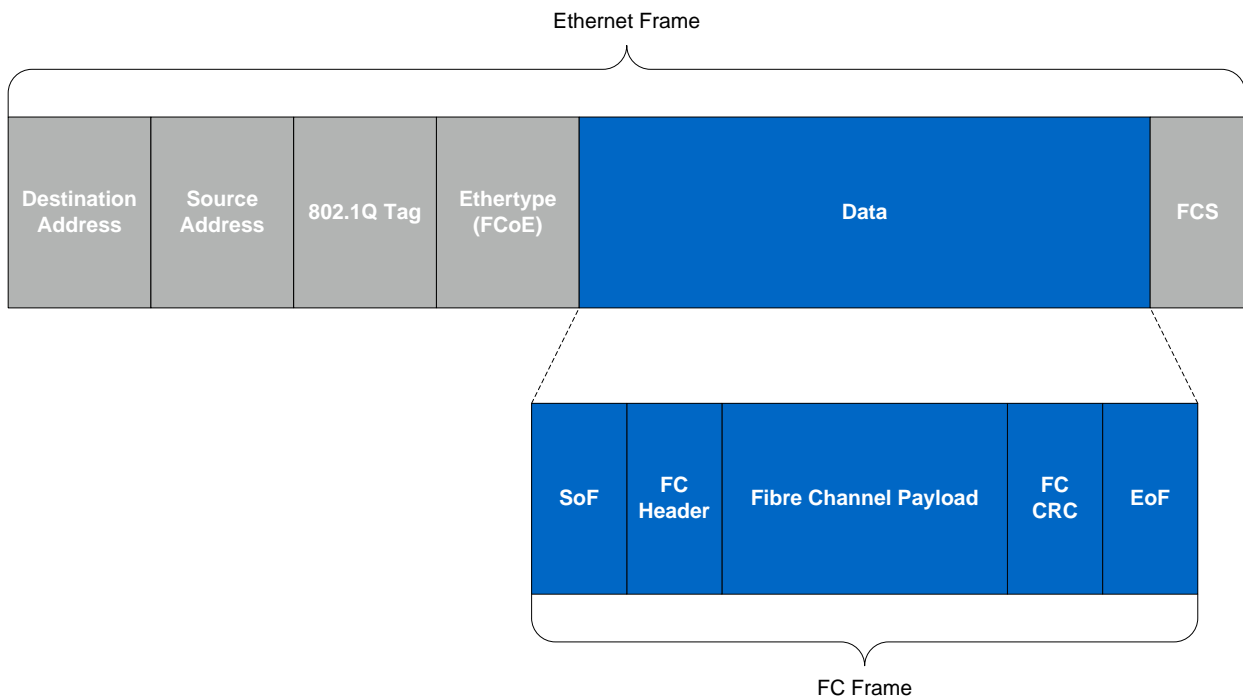 Ethernet Frame
Destination
Address
Source
Address
802.1Q Tag
Ethertype
(FCoE)
Data
FCS
SoF
FC
Header
Fibre Channel Payload
FC
CRC
EoF
FC Frame